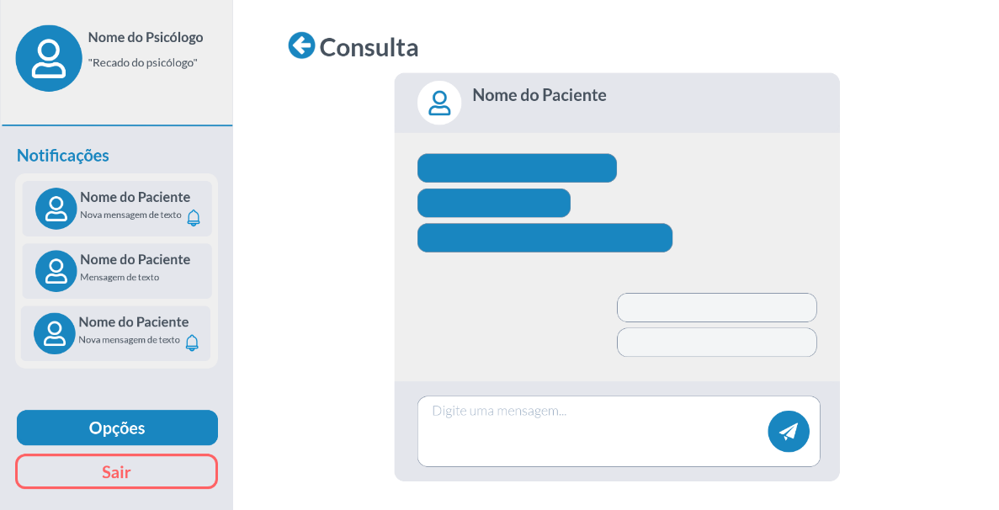 Nome do Psicólogo
"Recado do psicólogo"
Notificações
Nome do Paciente
Nova mensagem de texto
Nome do Paciente
Mensagem de texto
Nome do Paciente
Nova mensagem de texto
Opções
Sair
Consulta
Nome do Paciente
Digite uma mensagem...